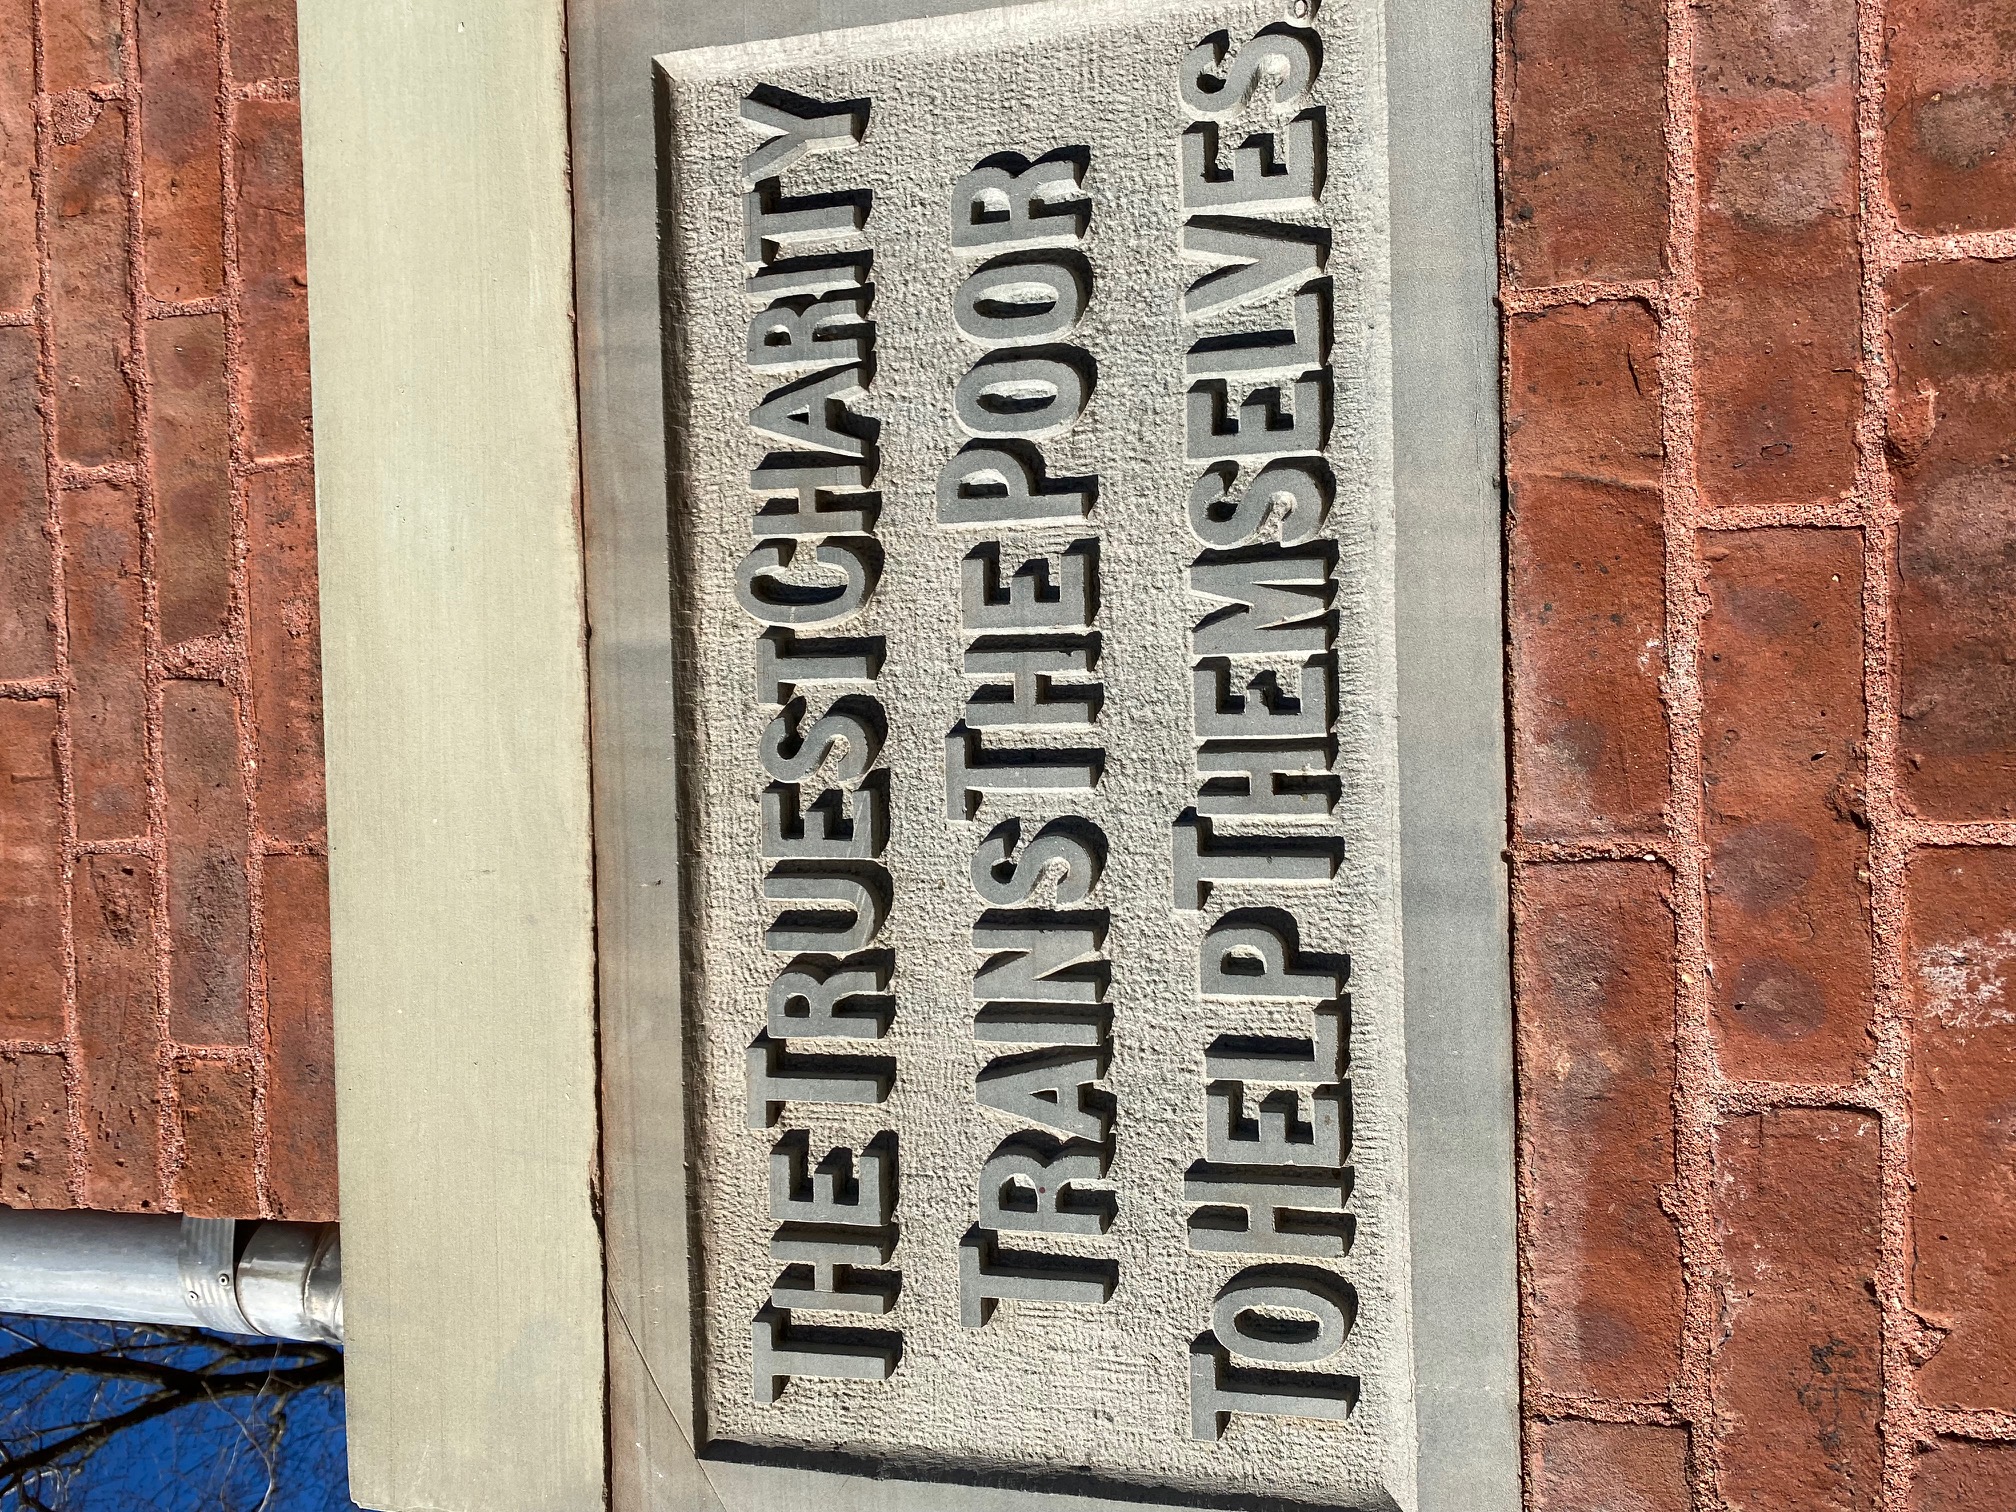 THE TRUEST CHARITY
TRAINS THE POOR
TO HELP THEMSELVES.